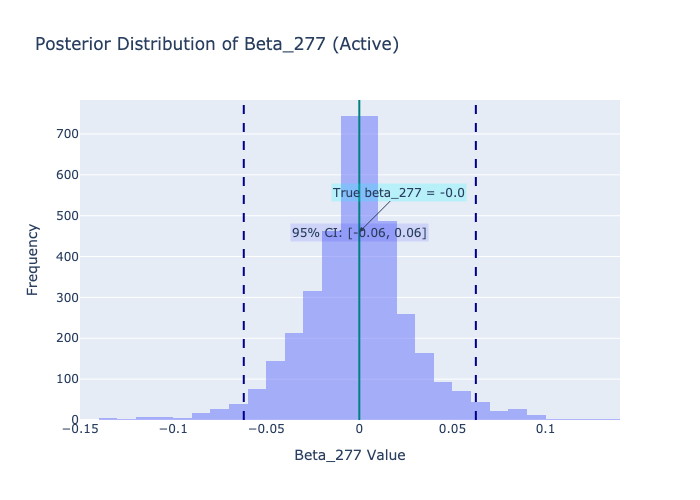 Posterior Distribution of Beta_277 (Active)
700
600
500
400
300
200
100
0
Frequency
True beta_277 = -0.0
95% CI: [-0.06, 0.06]
−0.15
−0.1
−0.05
0
0.05
0.1
Beta_277 Value